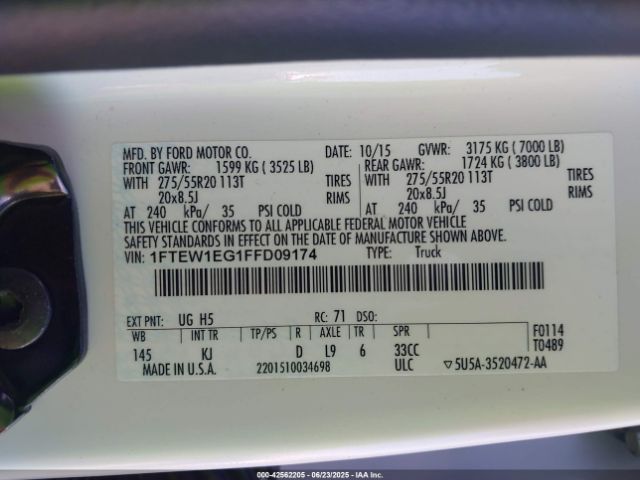 MFD. BY FORD MOTOR CO. DATE: 10/15 GVWR: 3175 KG ( 7000 LB)
FRONT GAWR: 1599 KG ( 3525 LB) REAR GAWR: 1724 KG ( 3800 LB)
WITH 275/55R20 113T TIRES WITH 275/55R20 113T TIRES
20x8.5J RIMS 20x8.5J RIMS
AT 240 kPa/ 35 PSI COLD AT 240 kPa/ 35 PSI COLD
THIS VEHICLE CONFORMS TO ALL APPLICABLE FEDERAL MOTOR VEHICLE
SAFETY STANDARDS IN EFFECT ON THE DATE OF MANUFACTURE SHOWN ABOVE.
VIN: 1FTEW1EG1FFD09174 TYPE: Truck
EXT PNT: UG H5 RC: 71 DSO: F0114
WB INT TR TP/PS R AXLE TR SPR T0489
145 KJ D L9 6 33CC
MADE IN U.S.A. 2201510034698 ULC ▽5U5A-3520472-AA
000-42562205 - 06/23/2025 - IAAI.com